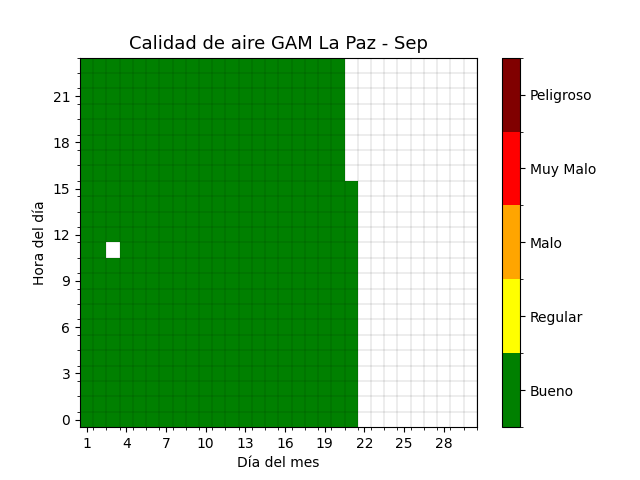 Calidad de aire GAM La Paz - Sep
Hora del día
21
18
15
12
9
6
3
0
1 4 7 10 13 16 19 22 25 28
Día del mes
Peligroso
Muy Malo
Malo
Regular
Bueno